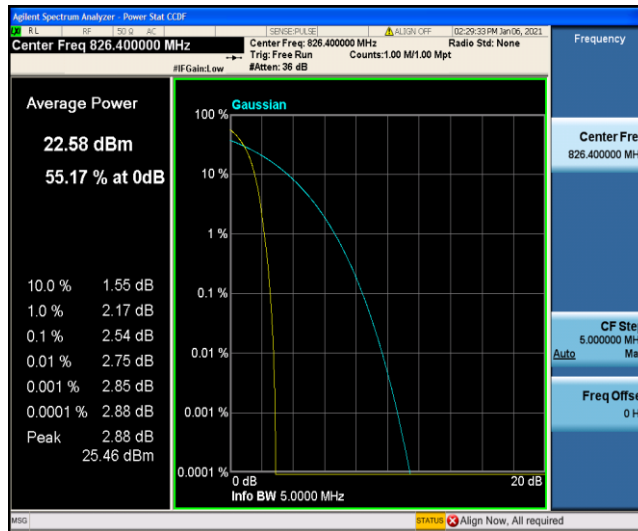 Agilent Spectrum Analyzer - Power Stat CCDF
RL RF 50 Ω AC SENSE:PULSE ALIGN OFF 02:29:33 PM Jan 06, 2021
Center Freq 826.400000 MHz
Center Freq: 826.400000 MHz Radio Std: None
Trig: Free Run Counts:1.00 M/1.00 Mpt
#IFGain:Low #Atten: 36 dB
Frequency
Average Power
22.58 dBm
55.17 % at 0dB
10.0 % 1.55 dB
1.0 % 2.17 dB
0.1 % 2.54 dB
0.01 % 2.75 dB
0.001 % 2.85 dB
0.0001 % 2.88 dB
Peak 2.88 dB
25.46 dBm
Gaussian
100 %
10 %
1 %
0.1 %
0.01 %
0.001 %
0.0001 %
0 dB 20 dB
Info BW 5.0000 MHz
Center Fre
826.400000 MH
CF Ste
5.000000 MH
Auto Ma
Freq Offse
0 H
MSG STATUS Align Now, All required